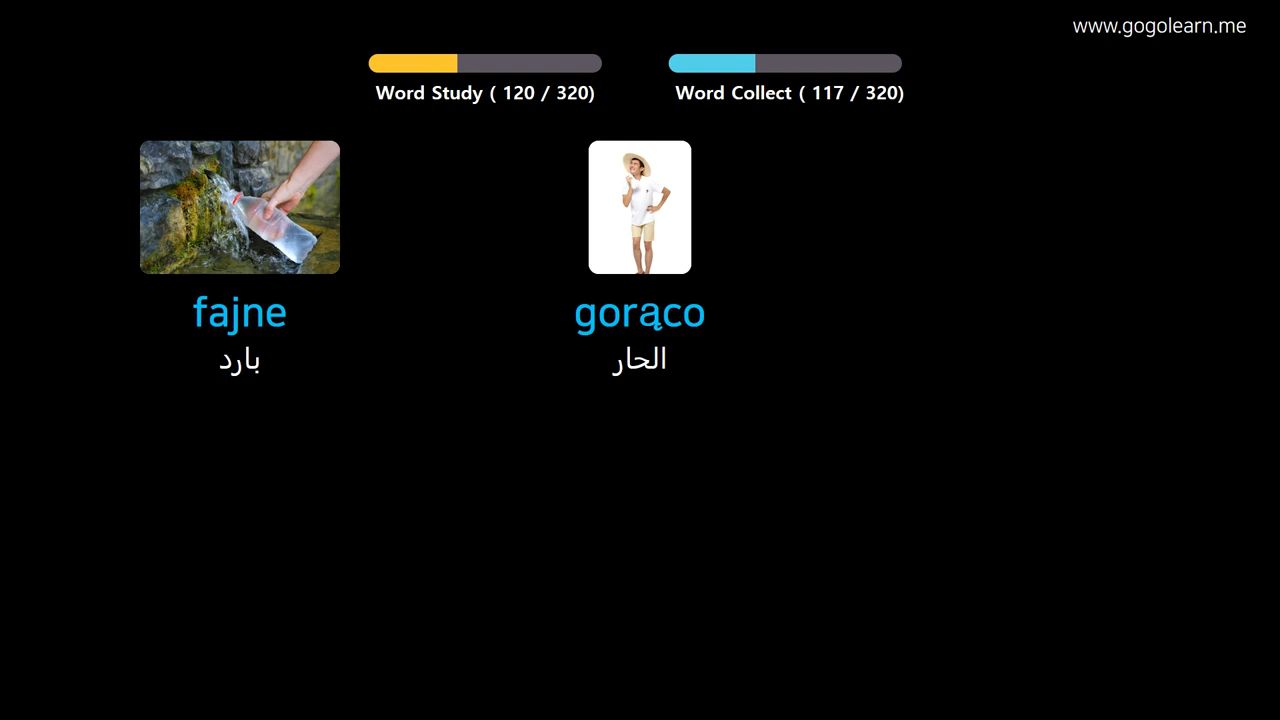 www.gogolearn.me
Word Study ( 120 / 320)
Word Collect ( 117 / 320)
fajne
بارد
gorąco
الحار